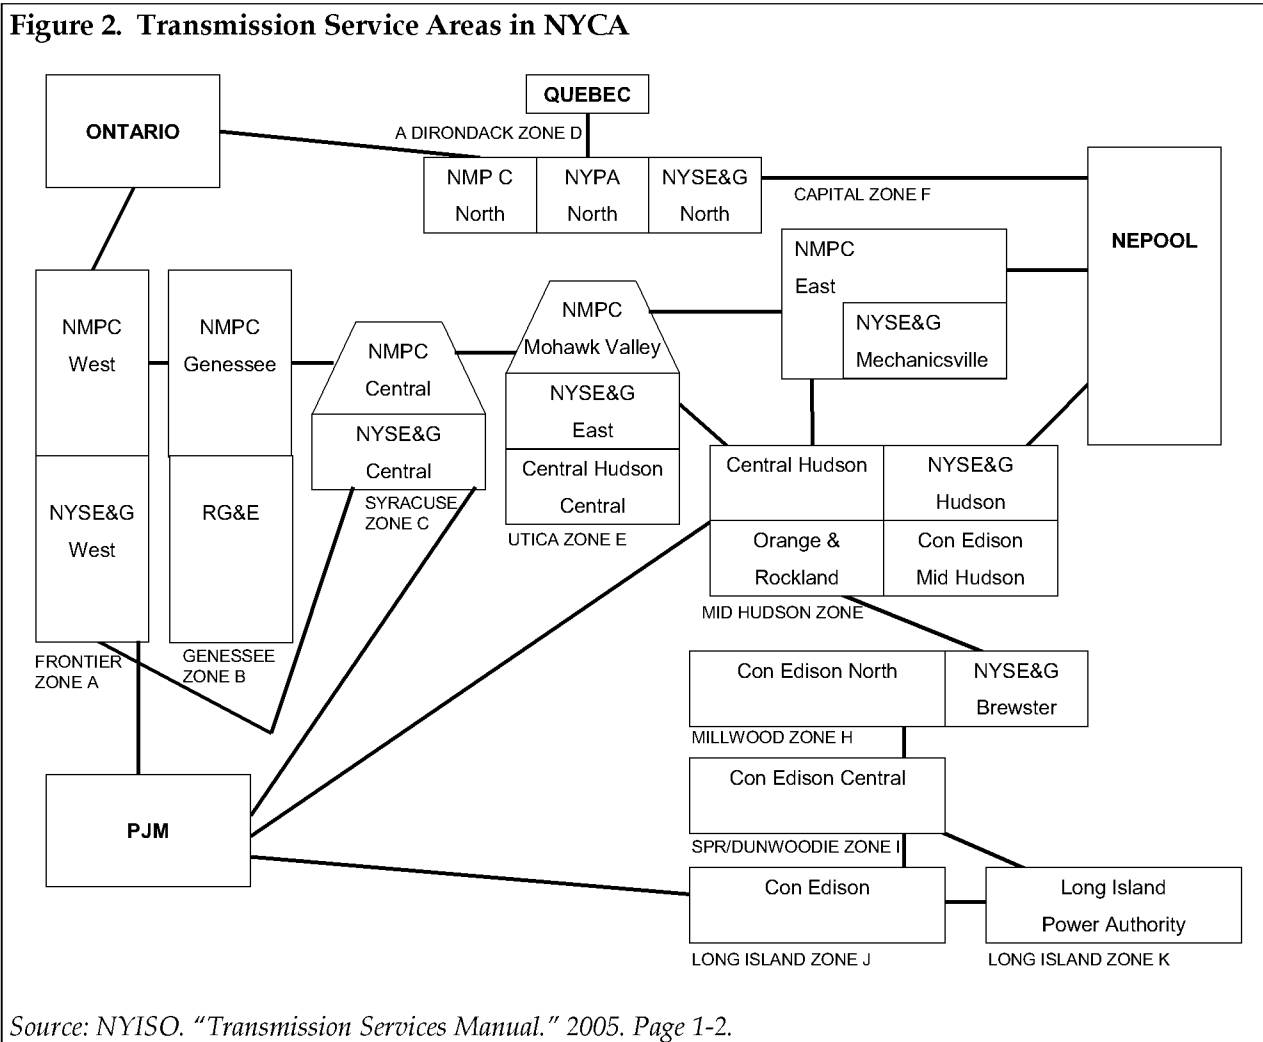 Figure 2. Transmission Service Areas in NYCA
ONTARIO
QUEBEC
A DIRONDACK ZONE D
NMP C
North
NYPA
North
NYSE&G
North
CAPITAL ZONE F
NEPOOL
NMPC
East
NYSE&G
Mechanicsville
NMPC
West
NYSE&G
West
FRONTIER
ZONE A
NMPC
Genessee
RG&E
GENESSEE
ZONE B
NMPC
Central
NYSE&G
Central
SYRACUSE
ZONE C
NMPC
Mohawk Valley
NYSE&G
East
Central Hudson
Central
UTICA ZONE E
Central Hudson
NYSE&G
Hudson
Orange &
Rockland
Con Edison
Mid Hudson
MID HUDSON ZONE
Con Edison North
NYSE&G
Brewster
MILLWOOD ZONE H
Con Edison Central
SPR/DUNWOODIE ZONE I
PJM
Con Edison
LONG ISLAND ZONE J
Long Island
Power Authority
LONG ISLAND ZONE K
Source: NYISO. “Transmission Services Manual.” 2005. Page 1-2.